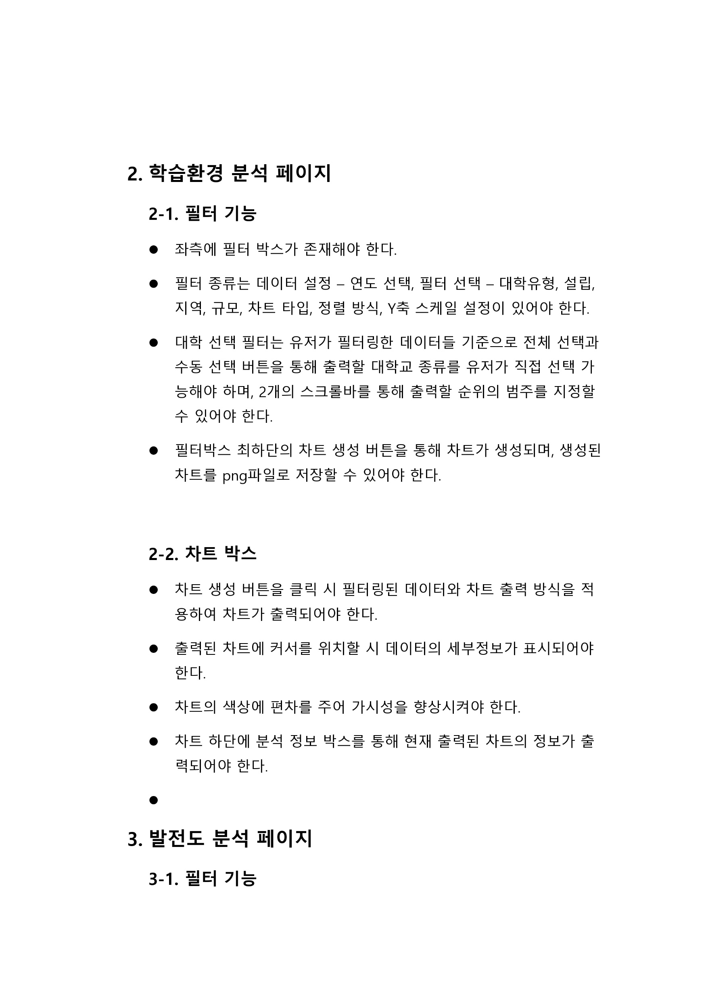 2. 학습환경 분석 페이지
2-1. 필터 기능
● 좌측에 필터 박스가 존재해야 한다.
● 필터 종류는 데이터 설정 – 연도 선택, 필터 선택 – 대학유형, 설립,
지역, 규모, 차트 타입, 정렬 방식, Y축 스케일 설정이 있어야 한다.
● 대학 선택 필터는 유저가 필터링한 데이터들 기준으로 전체 선택과
수동 선택 버튼을 통해 출력할 대학교 종류를 유저가 직접 선택 가
능해야 하며, 2개의 스크롤바를 통해 출력할 순위의 범주를 지정할
수 있어야 한다.
● 필터박스 최하단의 차트 생성 버튼을 통해 차트가 생성되며, 생성된
차트를 png파일로 저장할 수 있어야 한다.
2-2. 차트 박스
● 차트 생성 버튼을 클릭 시 필터링된 데이터와 차트 출력 방식을 적
용하여 차트가 출력되어야 한다.
● 출력된 차트에 커서를 위치할 시 데이터의 세부정보가 표시되어야
한다.
● 차트의 색상에 편차를 주어 가시성을 향상시켜야 한다.
● 차트 하단에 분석 정보 박스를 통해 현재 출력된 차트의 정보가 출
력되어야 한다.
●
3. 발전도 분석 페이지
3-1. 필터 기능